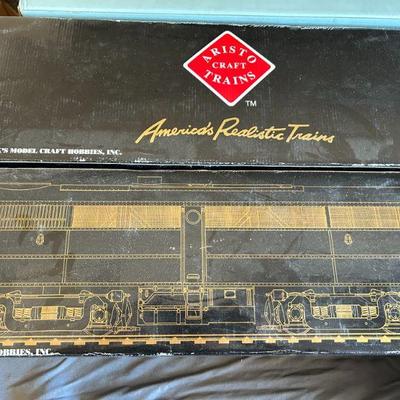 ARISTO
CRAFT
TRAINS
TM
America's Realistic Trains
'S MODEL CRAFT HOBBIES, INC.
HOBBIES, INC.